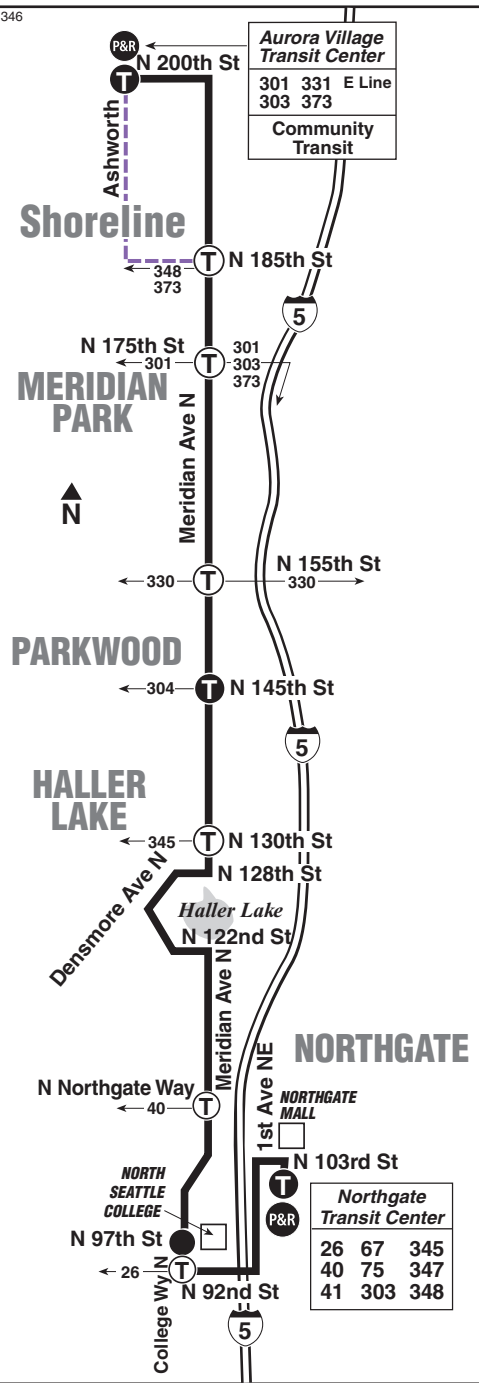 346
P&R
Aurora Village
Transit Center
301 331 E Line
303 373
Community
Transit
N 200th St
T
Ashworth
Shoreline
T N 185th St
348
373
5
N 175th St
301
T
301
303
373
MERIDIAN
PARK
Meridian Ave N
N
N 155th St
330
T
330
PARKWOOD
304
T N 145th St
5
HALLER
LAKE
345
T N 130th St
N 128th St
Densmore Ave N
Haller Lake
N 122nd St
Meridian Ave N
NORTHGATE
1st Ave NE
N Northgate Way
40
T
NORTHGATE
MALL
N 103rd St
T
NORTH
SEATTLE
COLLEGE
P&R
Northgate
Transit Center
26 67 345
40 75 347
41 303 348
N 97th St
26
T
N 92nd St
College Wy N
5